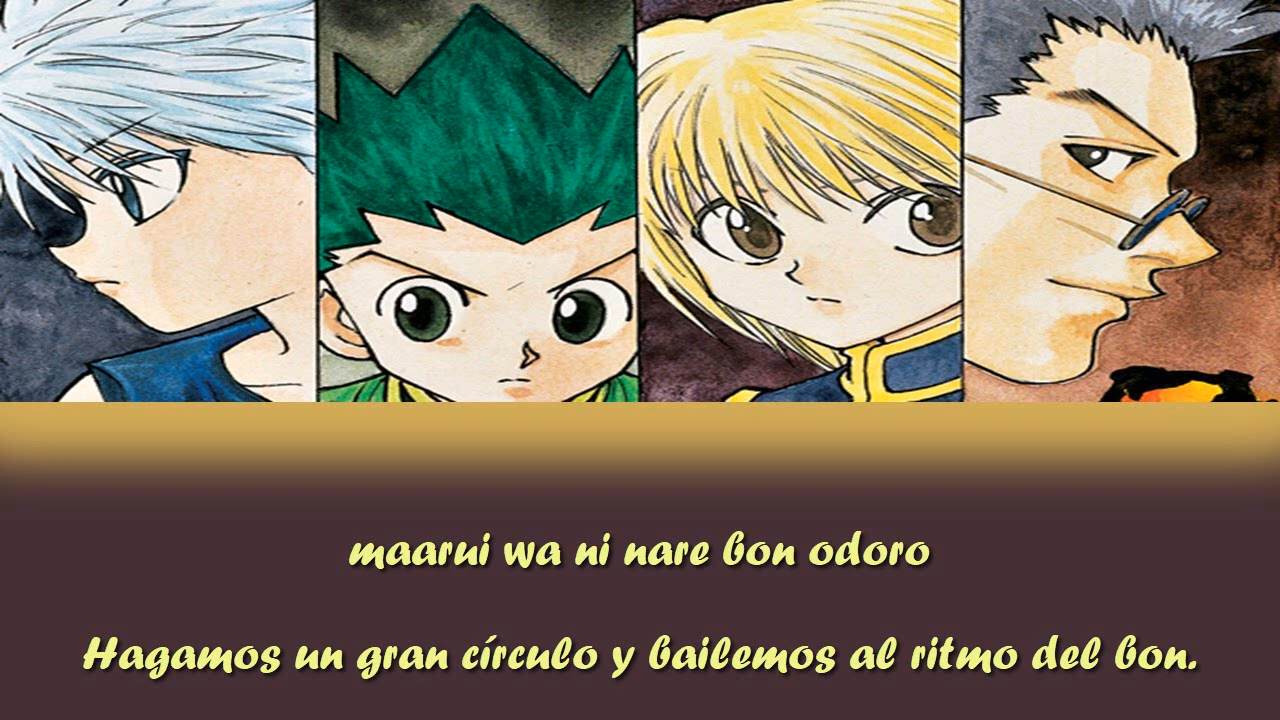 maarui wa ni nare bon odoro
Hagamos un gran círculo y bailemos al ritmo del bon.